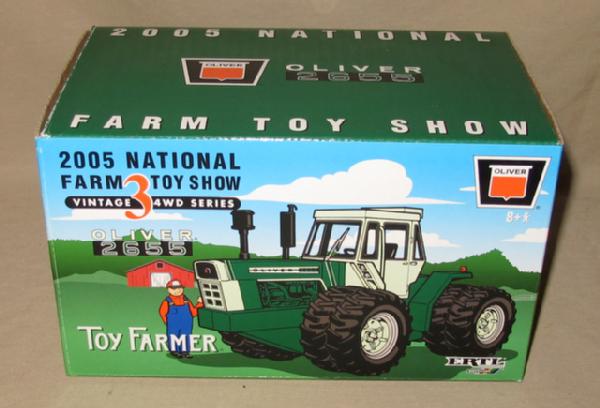 2005 NATIONAL
OLIVER
OLIVER
2655
FARM TOY SHOW
2005 NATIONAL
FARM TOY SHOW
VINTAGE 3 4WD SERIES
OLIVER
2655
OLIVER
8+
OLIVER
TOY FARMER
ERTL